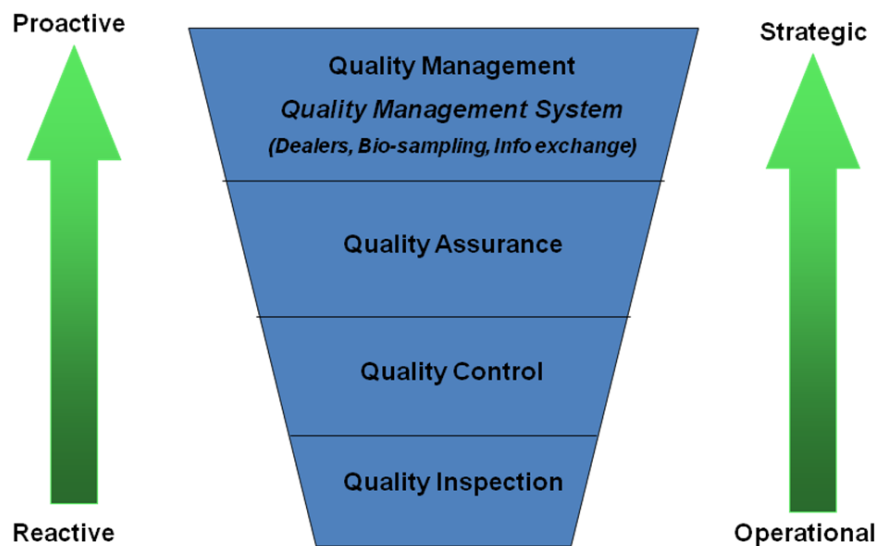 Proactive
Strategic
Quality Management
Quality Management System
(Dealers, Bio-sampling, Info exchange)
Quality Assurance
Quality Control
Quality Inspection
Reactive
Operational